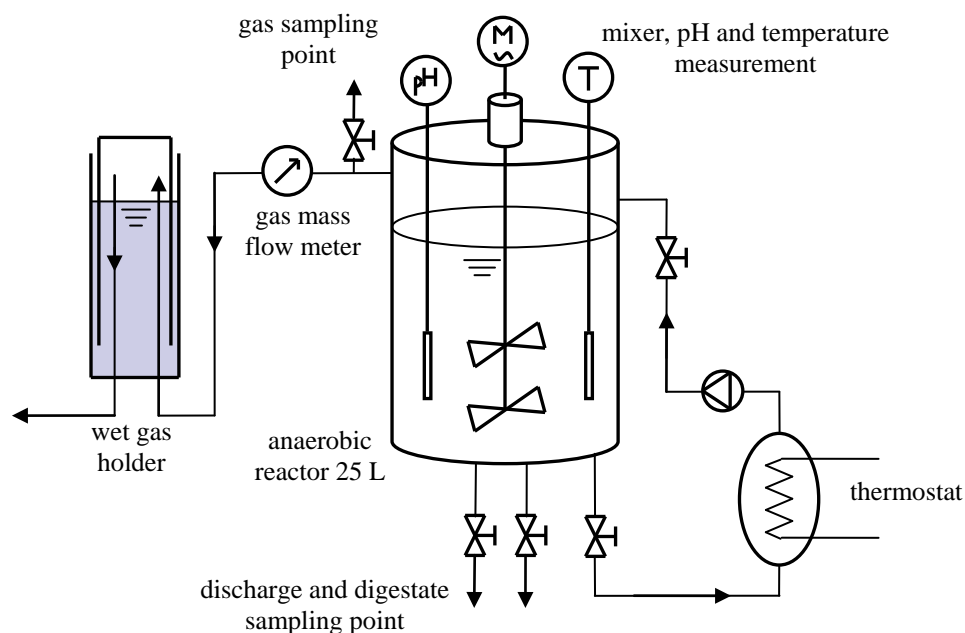 gas sampling
point
M
mixer, pH and temperature
measurement
pH
T
gas mass
flow meter
wet gas
holder
anaerobic
reactor 25 L
thermostat
discharge and digestate
sampling point